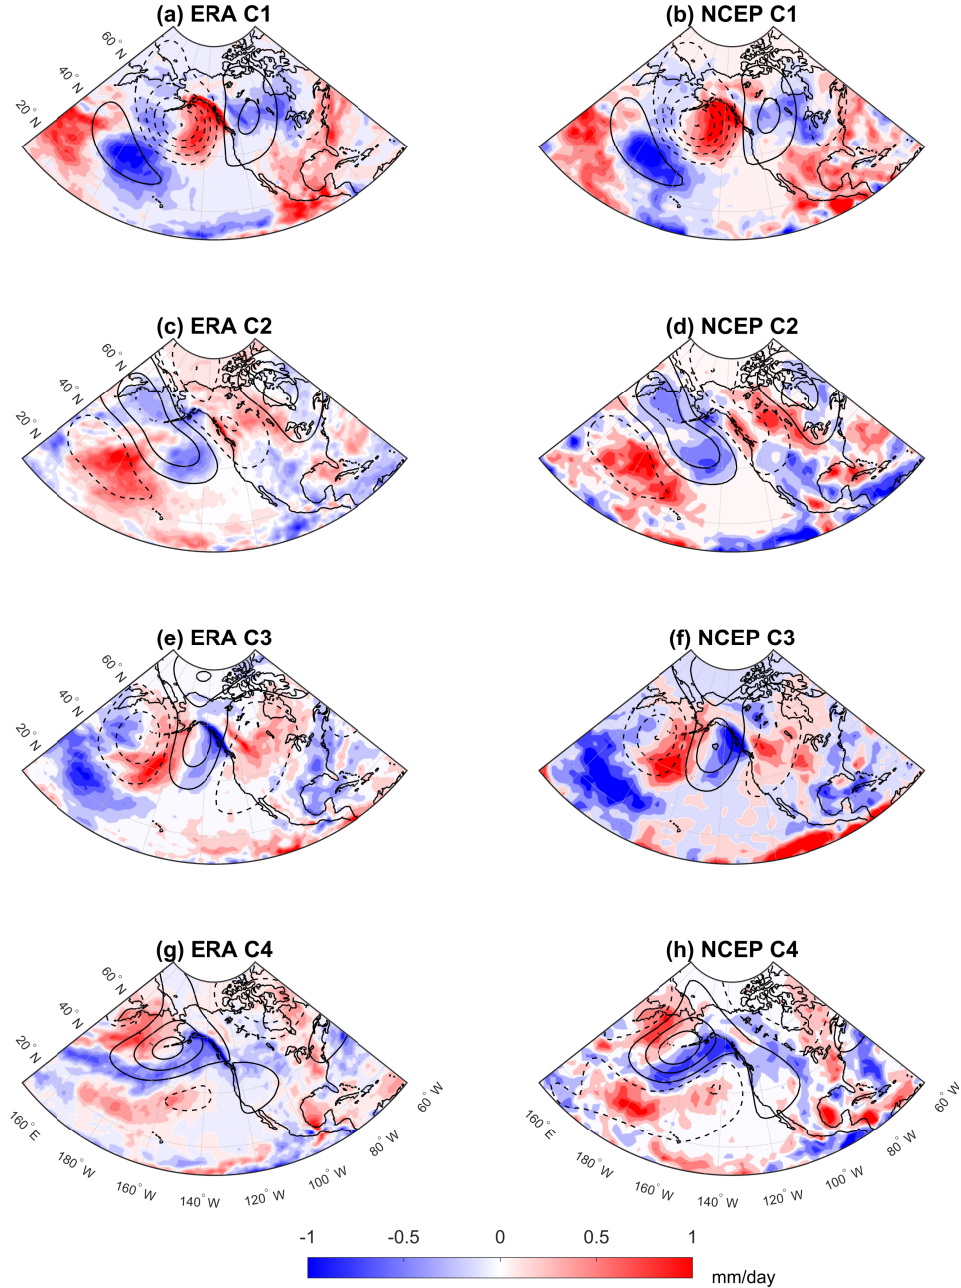 (a) ERA C1
(b) NCEP C1
60° N
40° N
20° N
(c) ERA C2
(d) NCEP C2
60° N
40° N
20° N
(e) ERA C3
(f) NCEP C3
60° N
40° N
20° N
(g) ERA C4
(h) NCEP C4
60° N
40° N
20° N
160° E
180° W
160° W
140° W
120° W
100° W
80° W
60° W
160° E
180° W
160° W
140° W
120° W
100° W
80° W
60° W
-1 -0.5 0 0.5 1
mm/day